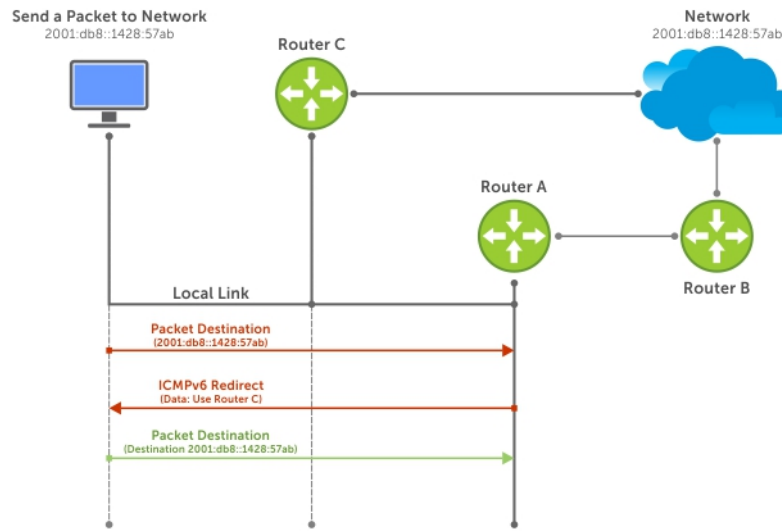 Send a Packet to Network
2001:db8::1428:57ab
Router C
Network
2001:db8::1428:57ab
Router A
Router B
Local Link
Packet Destination
(2001:db8::1428:57ab)
ICMPv6 Redirect
(Data: Use Router C)
Packet Destination
(Destination 2001:db8::1428:57ab)